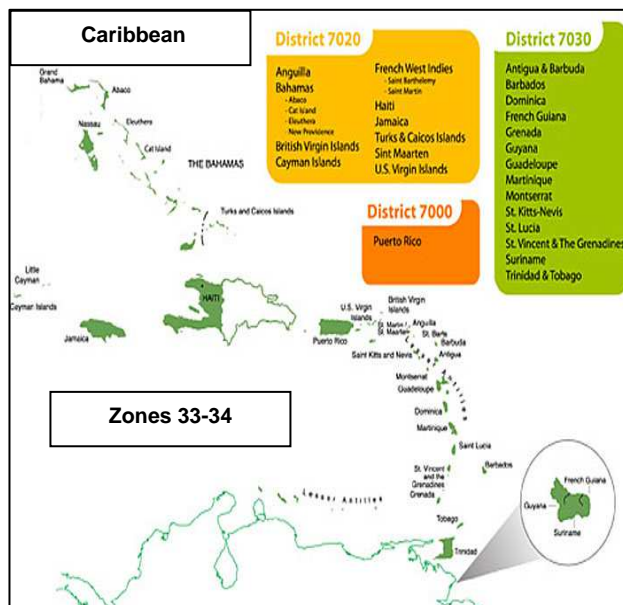 Caribbean
District 7020
Anguilla
Bahamas
- Abaco
- Cat Island
- Eleuthera
- New Providence
British Virgin Islands
Cayman Islands
French West Indies
- Saint Barthelemy
- Saint Martin
Haiti
Jamaica
Turks & Caicos Islands
Sint Maarten
U.S. Virgin Islands
District 7030
Antigua & Barbuda
Barbados
Dominica
French Guiana
Grenada
Guyana
Guadeloupe
Martinique
Montserrat
St. Kitts-Nevis
St. Lucia
St. Vincent & The Grenadines
Suriname
Trinidad & Tobago
District 7000
Puerto Rico
Grand
Bahama
Abaco
Nassau
Eleuthera
Cat Island
THE BAHAMAS
Turks and Caicos Islands
Little
Cayman
Cayman Islands
Jamaica
HAITI
Puerto Rico
U.S. Virgin
Islands
British Virgin
Islands
Anguilla
St. Martin /
St. Maarten
St. Barts
Barbuda
Saint Kitts and Nevis
Antigua
Montserrat
Guadeloupe
Dominica
Martinique
Saint Lucia
St. Vincent
and the
Grenadines
Barbados
Grenada
Lesser Antilles
Tobago
Trinidad
Zones 33-34
French Guiana
Guyana
Suriname